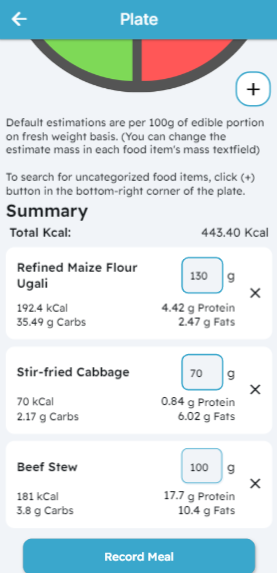 Plate
+
Default estimations are per 100g of edible portion
on fresh weight basis. (You can change the
estimate mass in each food item's mass textfield)
To search for uncategorized food items, click (+)
button in the bottom-right corner of the plate.
Summary
Total Kcal: 443.40 Kcal
Refined Maize Flour
Ugali
130 g
192.4 kCal 4.42 g Protein
35.49 g Carbs 2.47 g Fats
Stir-fried Cabbage 70 g
70 kCal 0.84 g Protein
2.17 g Carbs 6.02 g Fats
Beef Stew 100 g
181 kCal 17.7 g Protein
3.8 g Carbs 10.4 g Fats
Record Meal